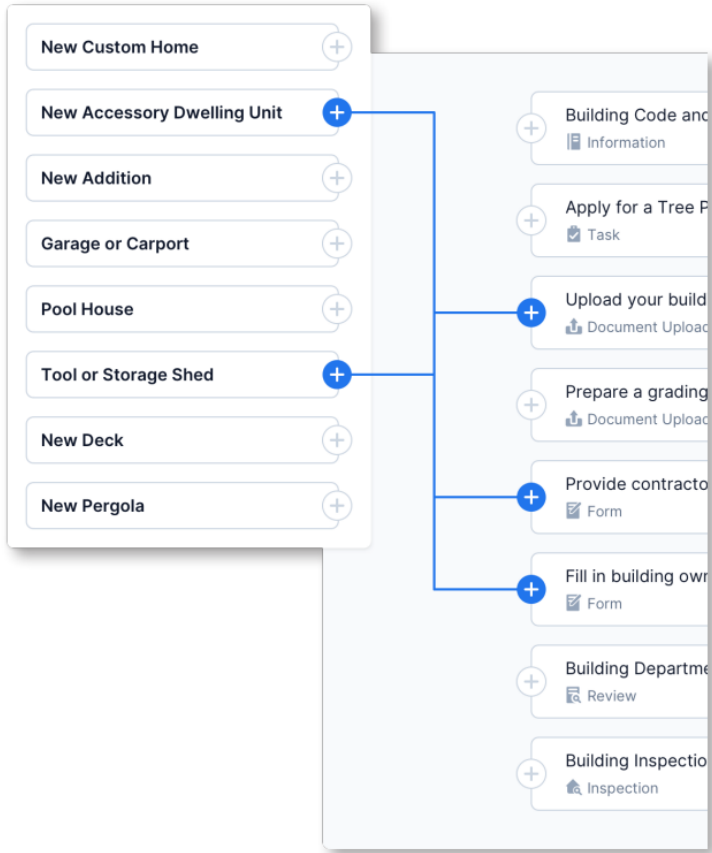 New Custom Home
New Accessory Dwelling Unit
New Addition
Garage or Carport
Pool House
Tool or Storage Shed
New Deck
New Pergola
Building Code and
Information
Apply for a Tree P
Task
Upload your build
Document Upload
Prepare a grading
Document Upload
Provide contracto
Form
Fill in building own
Form
Building Departme
Review
Building Inspectio
Inspection